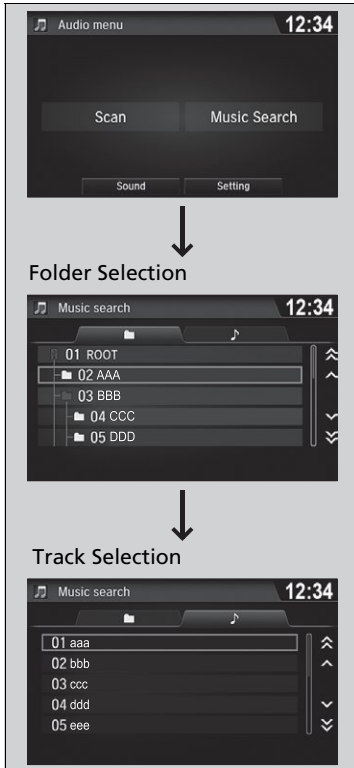 Audio menu 12:34
Scan Music Search
Sound Setting
Folder Selection
Music search 12:34
01 ROOT
02 AAA
03 BBB
04 CCC
05 DDD
Track Selection
Music search 12:34
01 aaa
02 bbb
03 ccc
04 ddd
05 eee